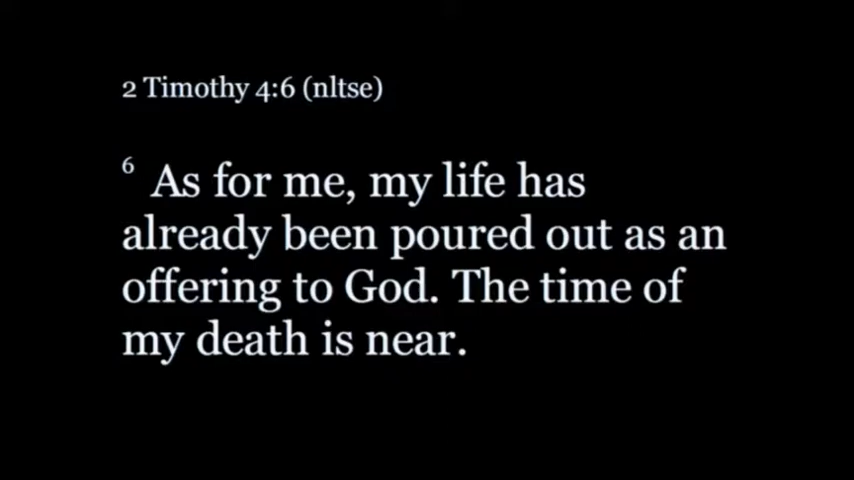 2 Timothy 4:6 (nltse)
6 As for me, my life has
already been poured out as an
offering to God. The time of
my death is near.